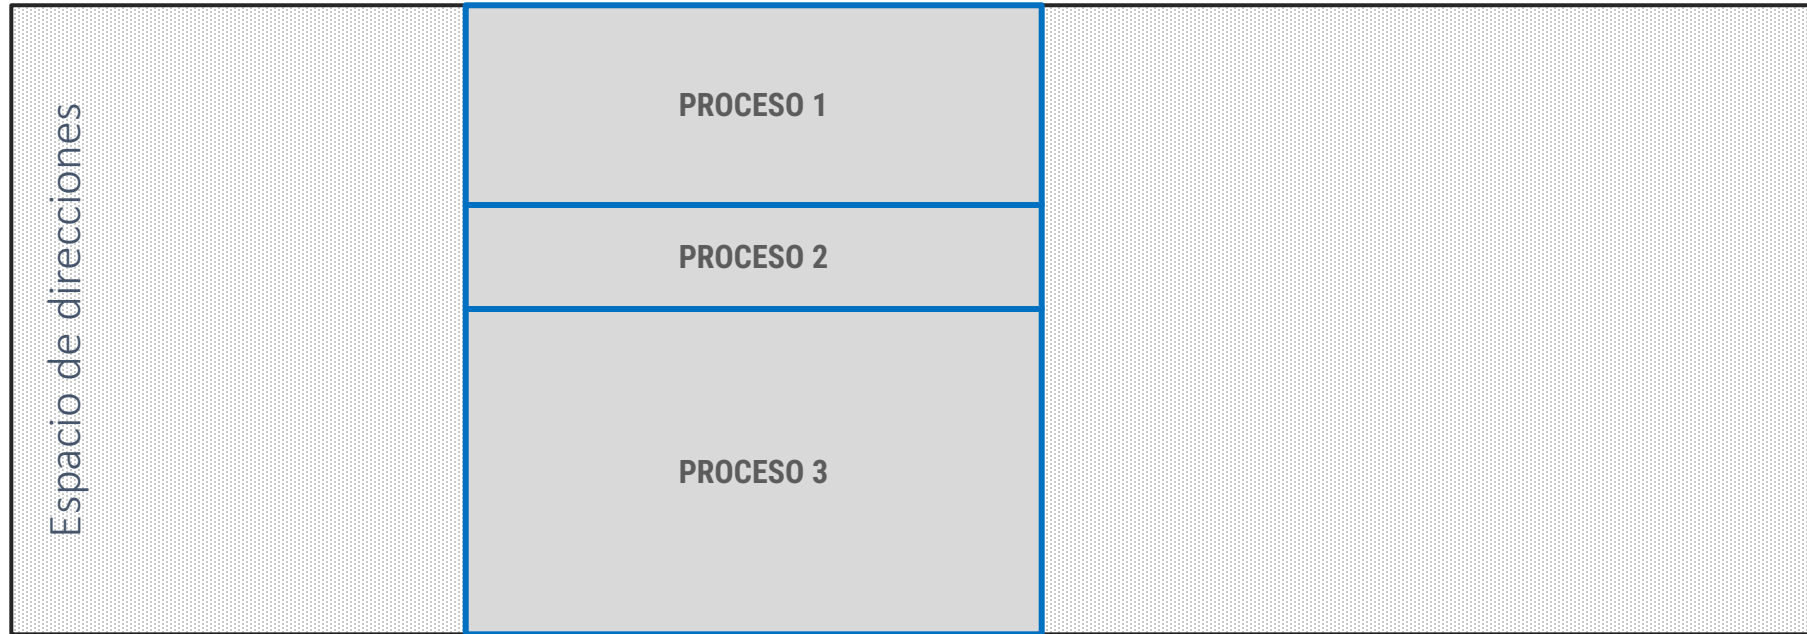 Espacio de direcciones
PROCESO 1
PROCESO 2
PROCESO 3